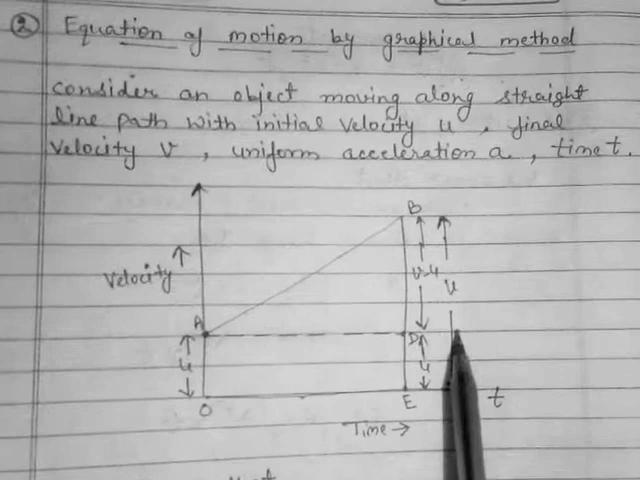 ② Equation of motion by graphical method
consider an object moving along straight
line path with initial velocity u, final
velocity v, uniform acceleration a, time t.
B
Velocity
v-u
v
A
D
u
u
O
E
t
Time →